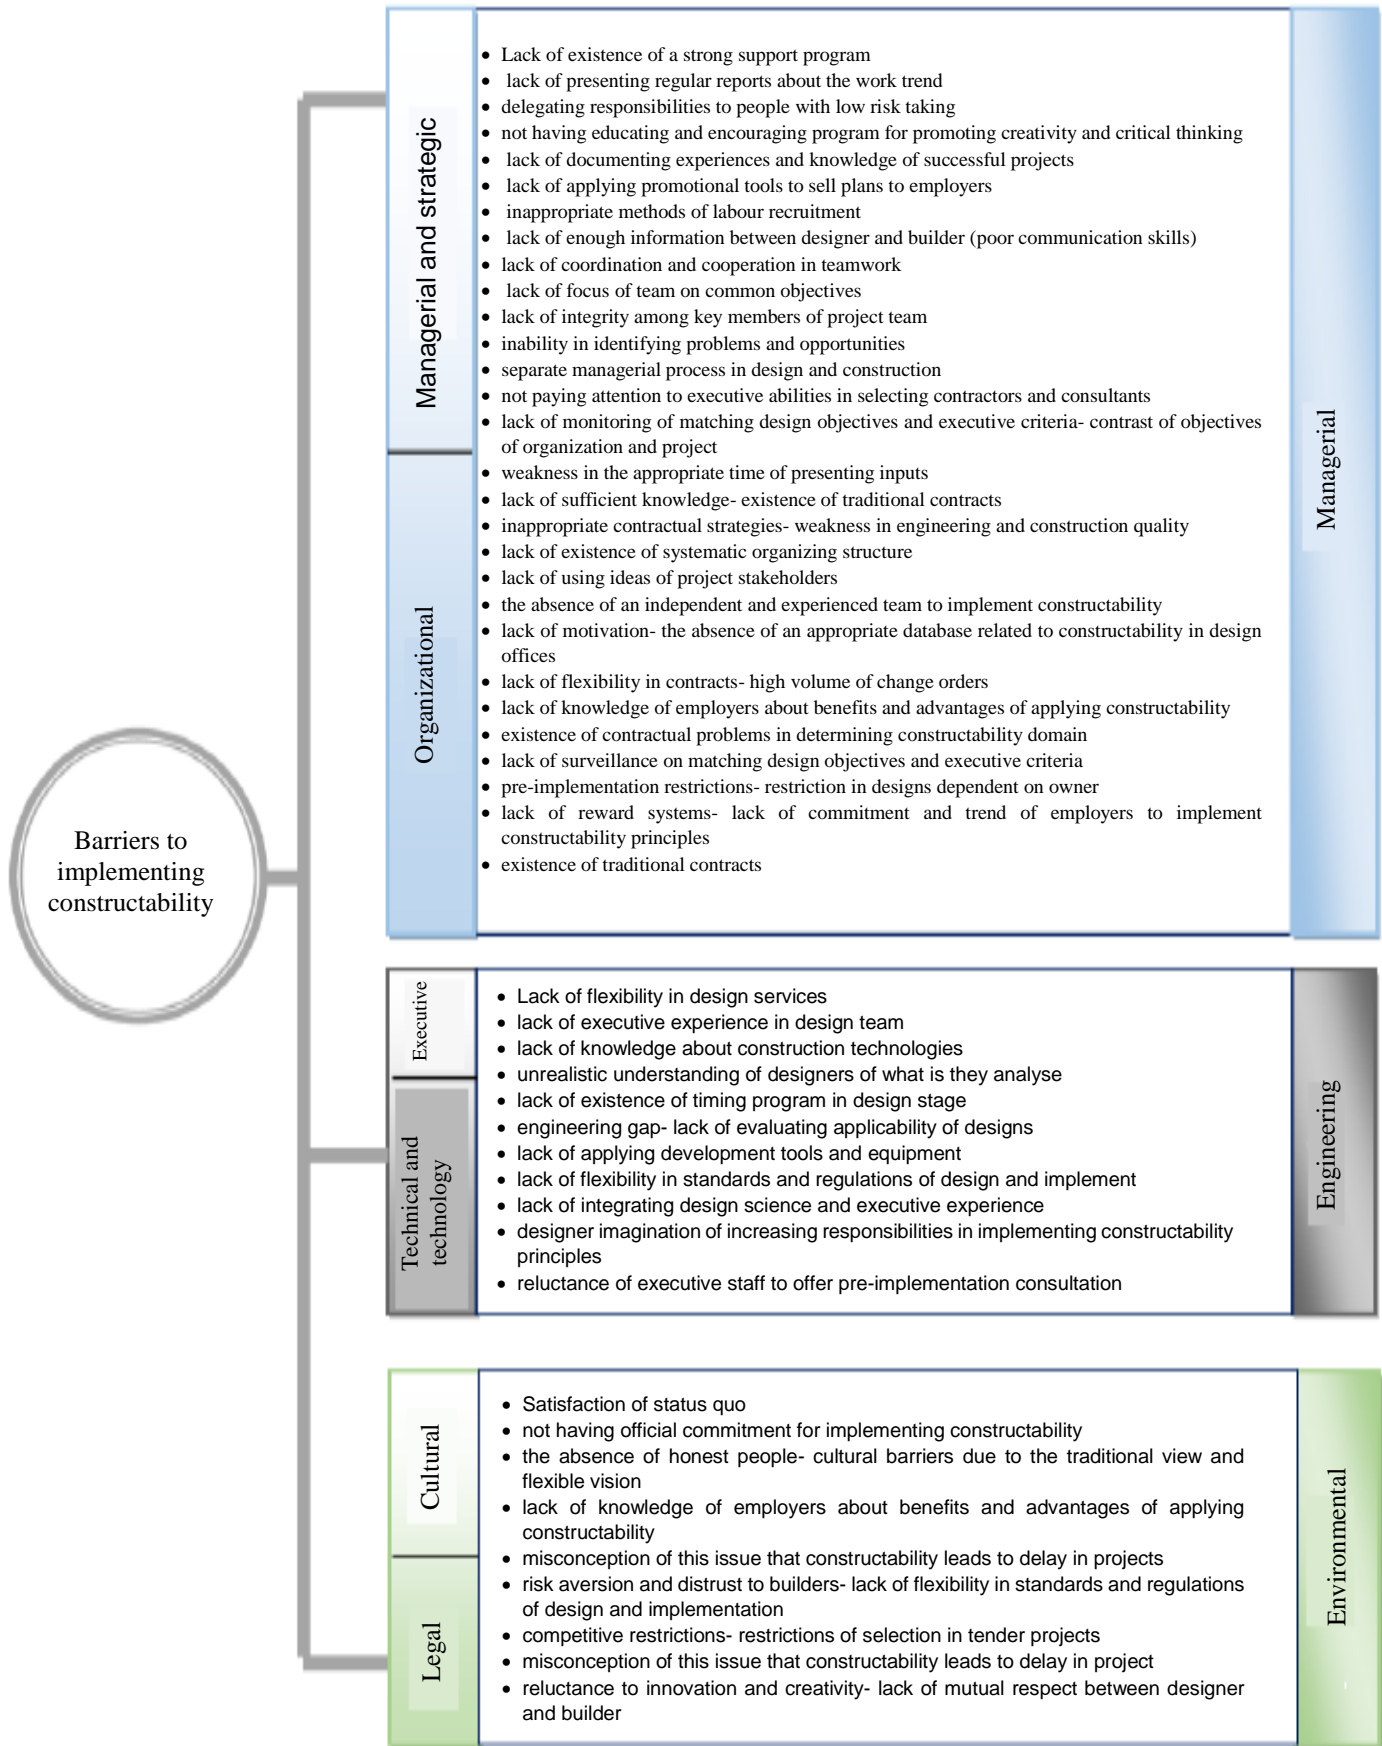 Barriers to
implementing
constructability
Managerial and strategic
Organizational
• Lack of existence of a strong support program
• lack of presenting regular reports about the work trend
• delegating responsibilities to people with low risk taking
• not having educating and encouraging program for promoting creativity and critical thinking
• lack of documenting experiences and knowledge of successful projects
• lack of applying promotional tools to sell plans to employers
• inappropriate methods of labour recruitment
• lack of enough information between designer and builder (poor communication skills)
• lack of coordination and cooperation in teamwork
• lack of focus of team on common objectives
• lack of integrity among key members of project team
• inability in identifying problems and opportunities
• separate managerial process in design and construction
• not paying attention to executive abilities in selecting contractors and consultants
• lack of monitoring of matching design objectives and executive criteria- contrast of objectives
of organization and project
• weakness in the appropriate time of presenting inputs
• lack of sufficient knowledge- existence of traditional contracts
• inappropriate contractual strategies- weakness in engineering and construction quality
• lack of existence of systematic organizing structure
• lack of using ideas of project stakeholders
• the absence of an independent and experienced team to implement constructability
• lack of motivation- the absence of an appropriate database related to constructability in design
offices
• lack of flexibility in contracts- high volume of change orders
• lack of knowledge of employers about benefits and advantages of applying constructability
• existence of contractual problems in determining constructability domain
• lack of surveillance on matching design objectives and executive criteria
• pre-implementation restrictions- restriction in designs dependent on owner
• lack of reward systems- lack of commitment and trend of employers to implement
constructability principles
• existence of traditional contracts
Managerial
Executive
Technical and
technology
• Lack of flexibility in design services
• lack of executive experience in design team
• lack of knowledge about construction technologies
• unrealistic understanding of designers of what is they analyse
• lack of existence of timing program in design stage
• engineering gap- lack of evaluating applicability of designs
• lack of applying development tools and equipment
• lack of flexibility in standards and regulations of design and implement
• lack of integrating design science and executive experience
• designer imagination of increasing responsibilities in implementing constructability
principles
• reluctance of executive staff to offer pre-implementation consultation
Engineering
Cultural
Legal
• Satisfaction of status quo
• not having official commitment for implementing constructability
• the absence of honest people- cultural barriers due to the traditional view and
flexible vision
• lack of knowledge of employers about benefits and advantages of applying
constructability
• misconception of this issue that constructability leads to delay in projects
• risk aversion and distrust to builders- lack of flexibility in standards and regulations
of design and implementation
• competitive restrictions- restrictions of selection in tender projects
• misconception of this issue that constructability leads to delay in project
• reluctance to innovation and creativity- lack of mutual respect between designer
and builder
Environmental